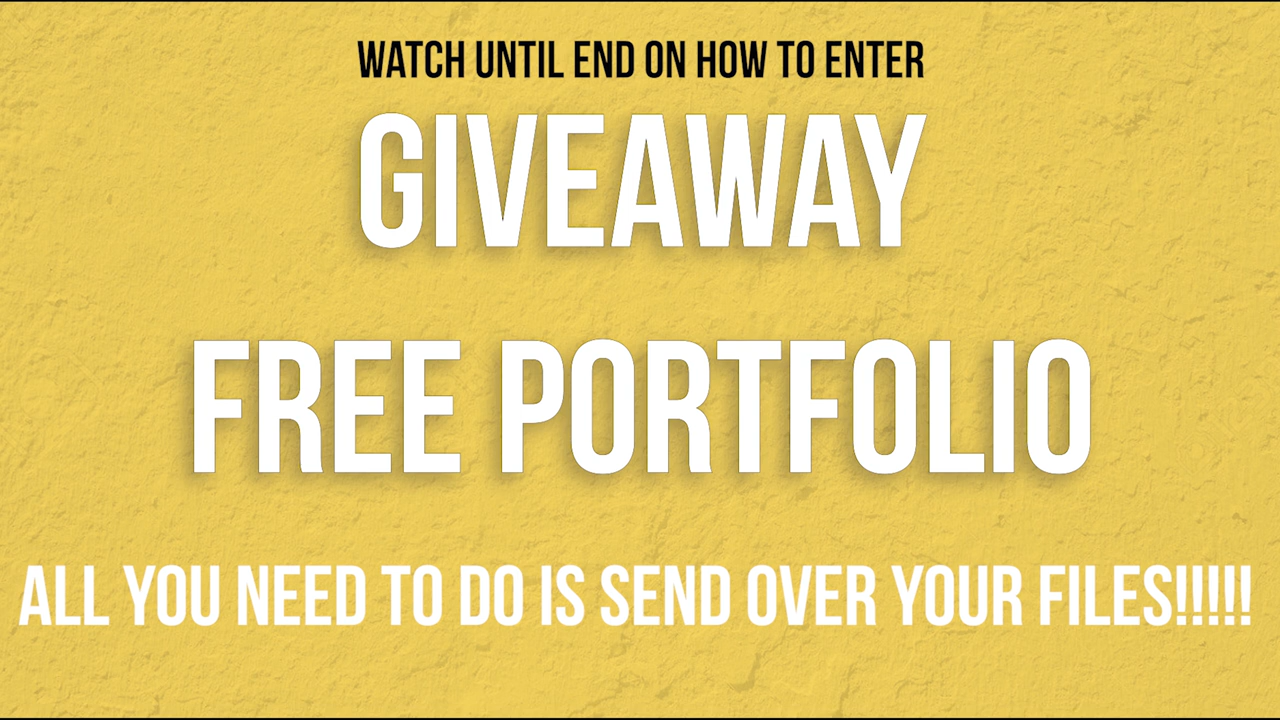 WATCH UNTIL END ON HOW TO ENTER
GIVEAWAY
FREE PORTFOLIO
ALL YOU NEED TO DO IS SEND OVER YOUR FILES!!!!!